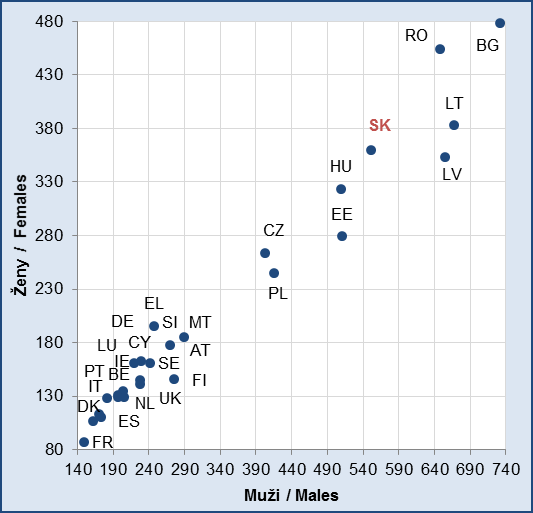 480
430
380
330
280
230
180
130
80
Ženy / Females
RO
BG
LT
SK
LV
HU
EE
CZ
PL
EL
DE
SI
MT
LU
CY
AT
IE
SE
PT
BE
FI
IT
UK
NL
DK
ES
FR
140 190 240 290 340 390 440 490 540 590 640 690 740
Muži / Males